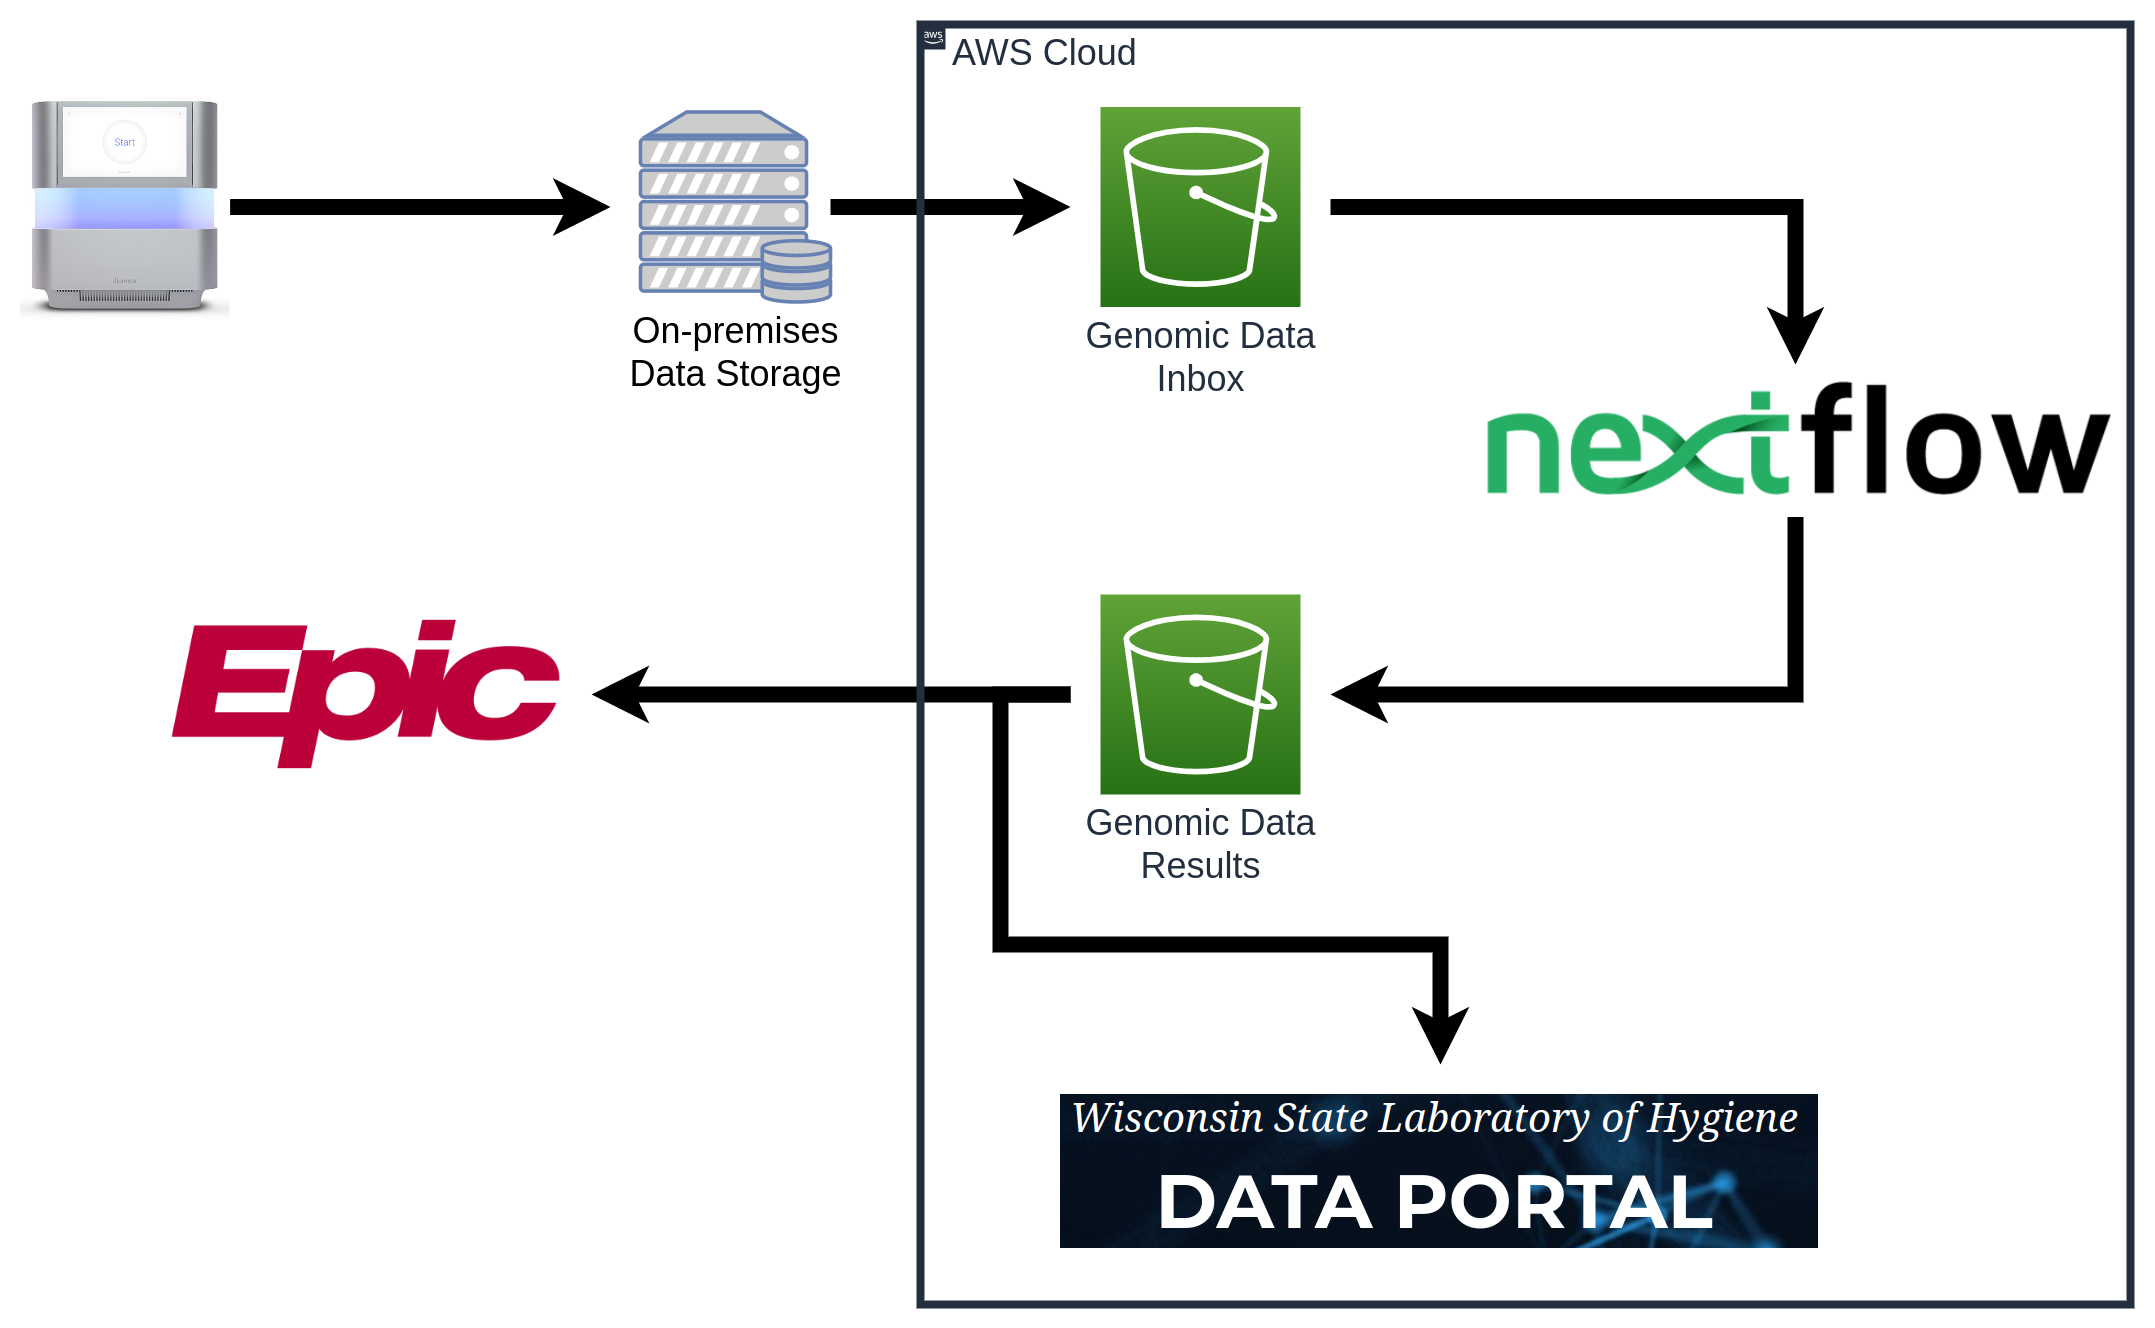 aws
AWS Cloud
Start
illumina
On-premises
Data Storage
Genomic Data
Inbox
nextflow
Epic
Genomic Data
Results
Wisconsin State Laboratory of Hygiene
DATA PORTAL